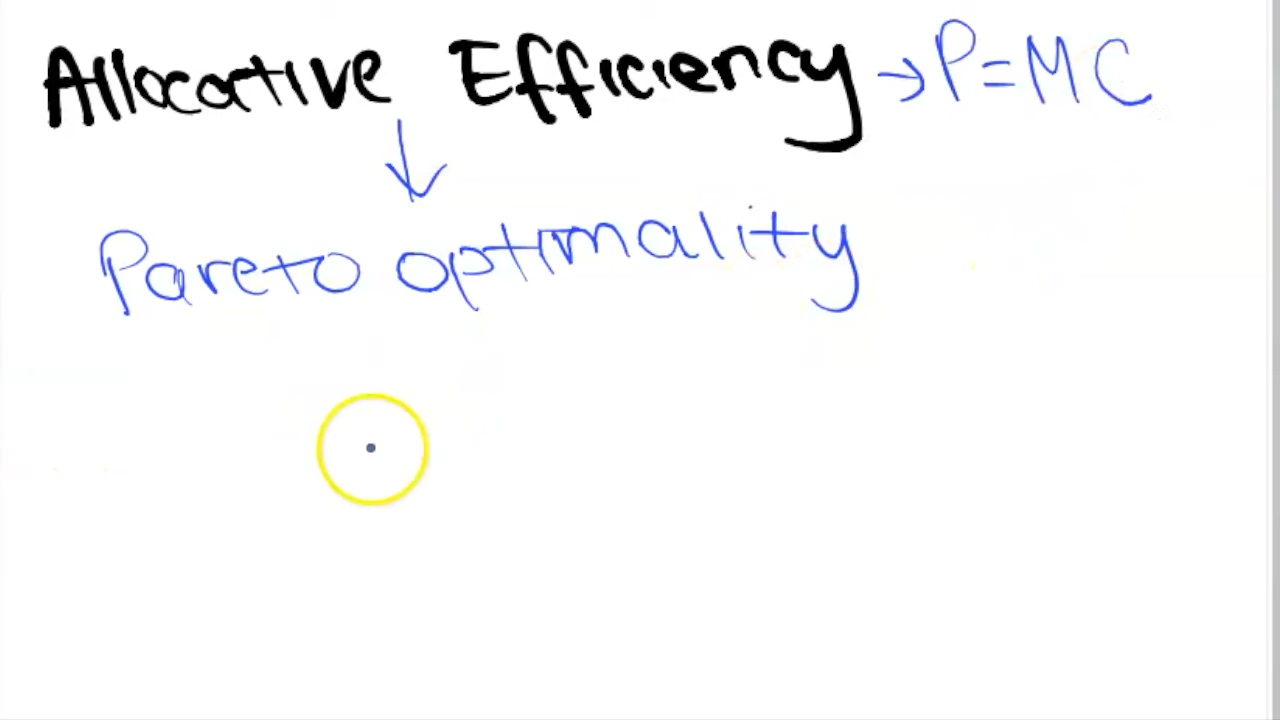 Allocative Efficiency → P = MC
↓
Pareto optimality